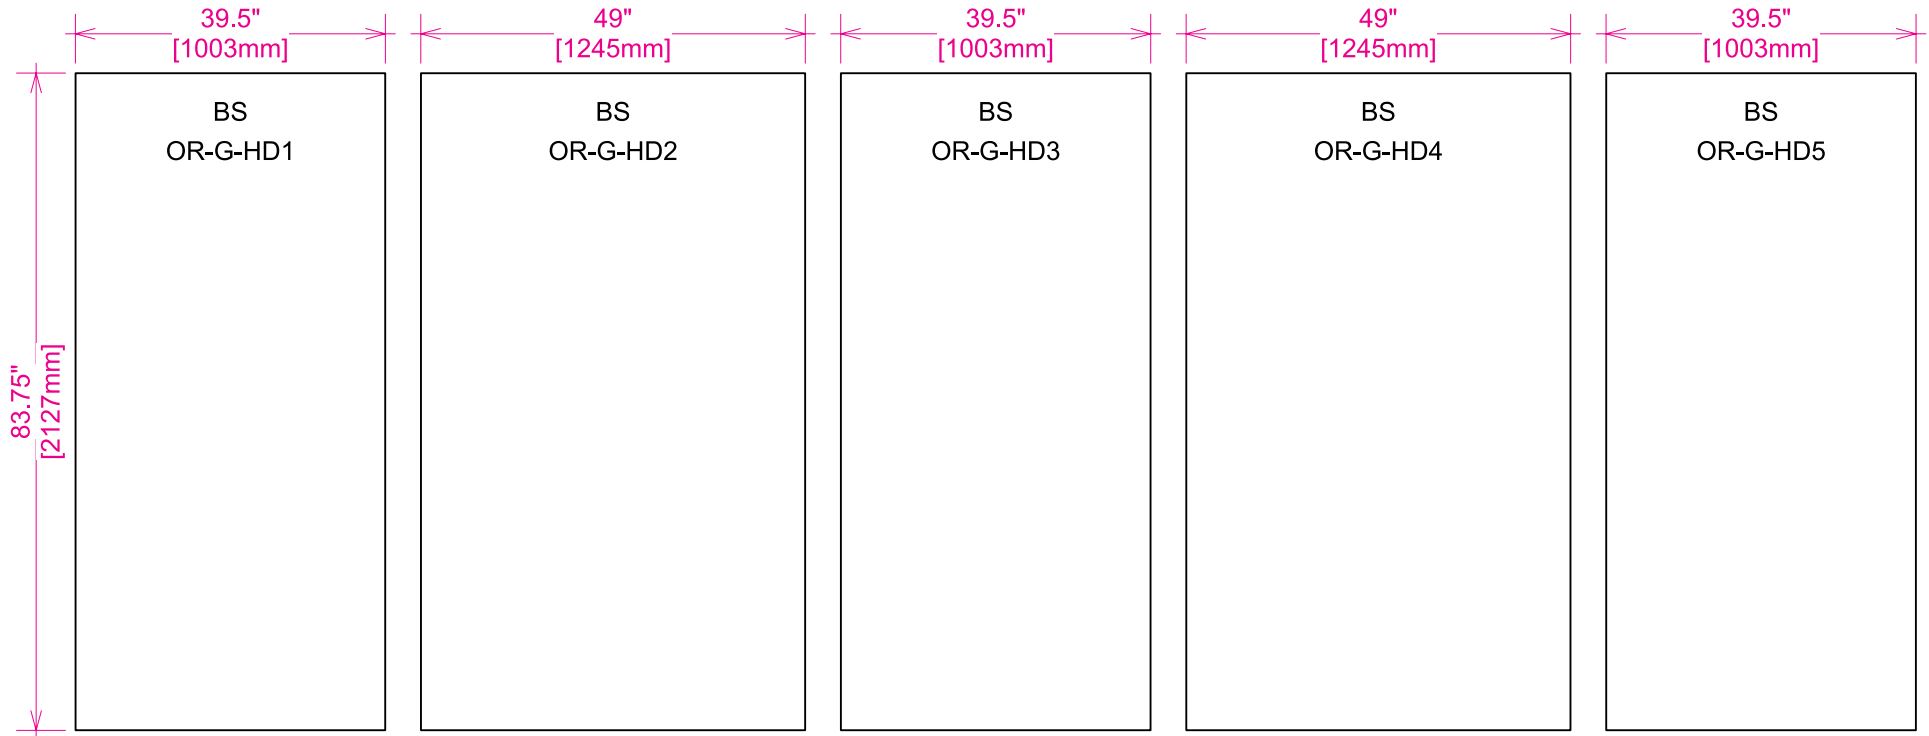 39.5"
[1003mm]
49"
[1245mm]
39.5"
[1003mm]
49"
[1245mm]
39.5"
[1003mm]
BS
OR-G-HD1
BS
OR-G-HD2
BS
OR-G-HD3
BS
OR-G-HD4
BS
OR-G-HD5
83.75"
[2127mm]